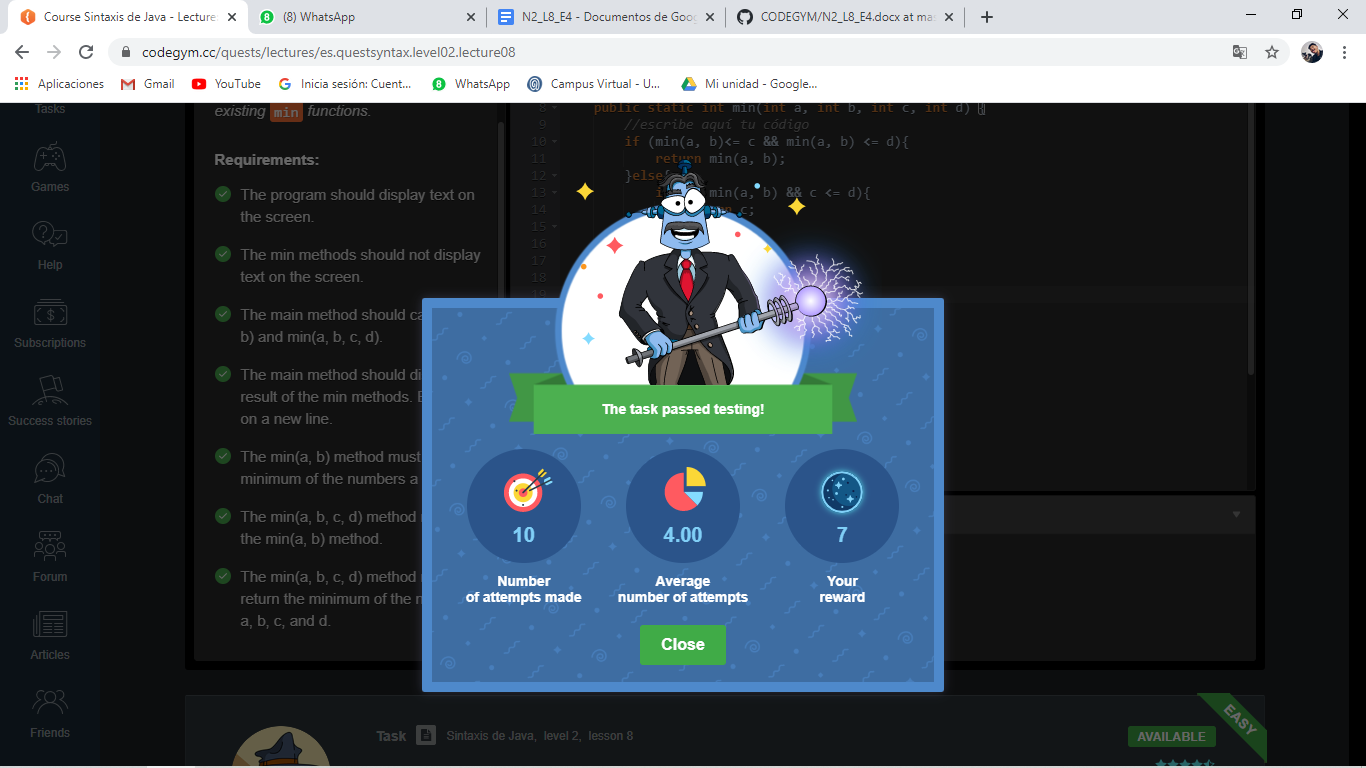 Course Sintaxis de Java - Lecture
(8) WhatsApp
N2_L8_E4 - Documentos de Goo
CODEGYM/N2_L8_E4.docx at ma
codegym.cc/quests/lectures/es.questsyntax.level02.lecture08
Aplicaciones
Gmail
YouTube
Inicia sesión: Cuent...
8 WhatsApp
Campus Virtual - U...
Mi unidad - Google...
Tasks
Games
Help
Subscriptions
Success stories
Chat
Forum
Articles
Friends
existing min functions.
Requirements:
The program should display text on
the screen.
The min methods should not display
text on the screen.
The main method should ca
b) and min(a, b, c, d).
The main method should di
result of the min methods. E
on a new line.
The min(a, b) method must
minimum of the numbers a
The min(a, b, c, d) method
the min(a, b) method.
The min(a, b, c, d) method
return the minimum of the n
a, b, c, and d.
8 public static int min(int a, int b, int c, int d) {
9 //escribe aquí tu código
10 if (min(a, b)<= c && min(a, b) <= d){
11 return min(a, b);
12 }else{
13 min(a, b) && c <= d){
14 c;
15
16
17
18
19
The task passed testing!
10
Number
of attempts made
4.00
Average
number of attempts
7
Your
reward
Close
Task
Sintaxis de Java, level 2, lesson 8
AVAILABLE
EASY